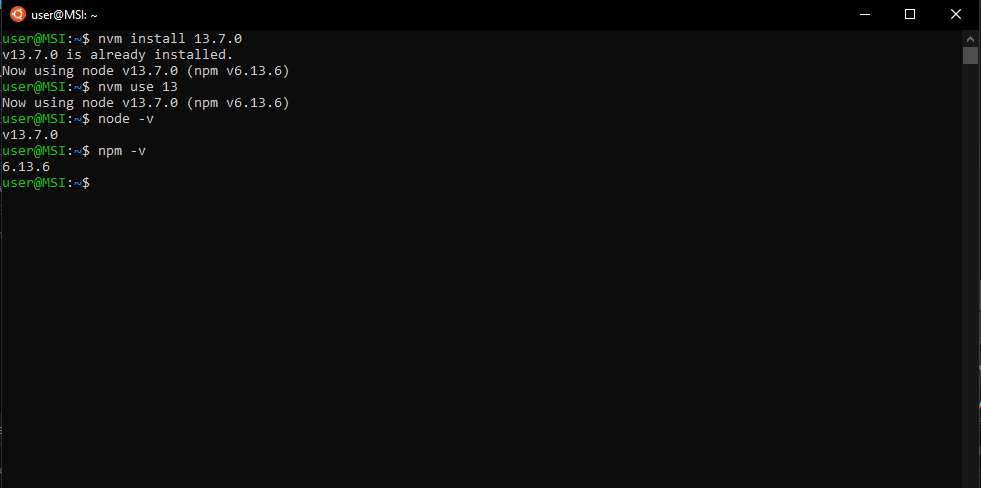 user@MSI: ~
user@MSI:~$ nvm install 13.7.0
v13.7.0 is already installed.
Now using node v13.7.0 (npm v6.13.6)
user@MSI:~$ nvm use 13
Now using node v13.7.0 (npm v6.13.6)
user@MSI:~$ node -v
v13.7.0
user@MSI:~$ npm -v
6.13.6
user@MSI:~$